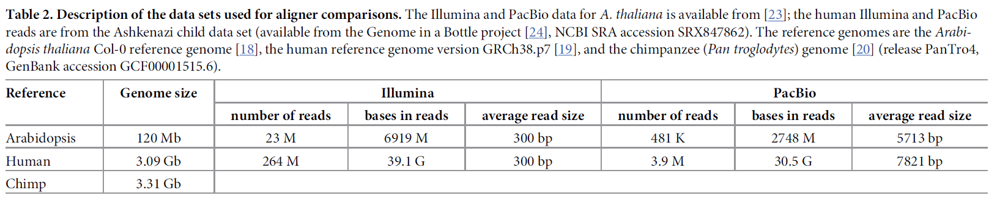 Table 2. Description of the data sets used for aligner comparisons. The Illumina and PacBio data for A. thaliana is available from [23]; the human Illumina and PacBio
reads are from the Ashkenazi child data set (available from the Genome in a Bottle project [24], NCBI SRA accession SRX847862). The reference genomes are the Arabi-
dopsis thaliana Col-0 reference genome [18], the human reference genome version GRCh38.p7 [19], and the chimpanzee (Pan troglodytes) genome [20] (release PanTro4,
GenBank accession GCF00001515.6).
Reference Genome size Illumina PacBio
number of reads bases in reads average read size number of reads bases in reads average read size
Arabidopsis 120 Mb 23 M 6919 M 300 bp 481 K 2748 M 5713 bp
Human 3.09 Gb 264 M 39.1 G 300 bp 3.9 M 30.5 G 7821 bp
Chimp 3.31 Gb